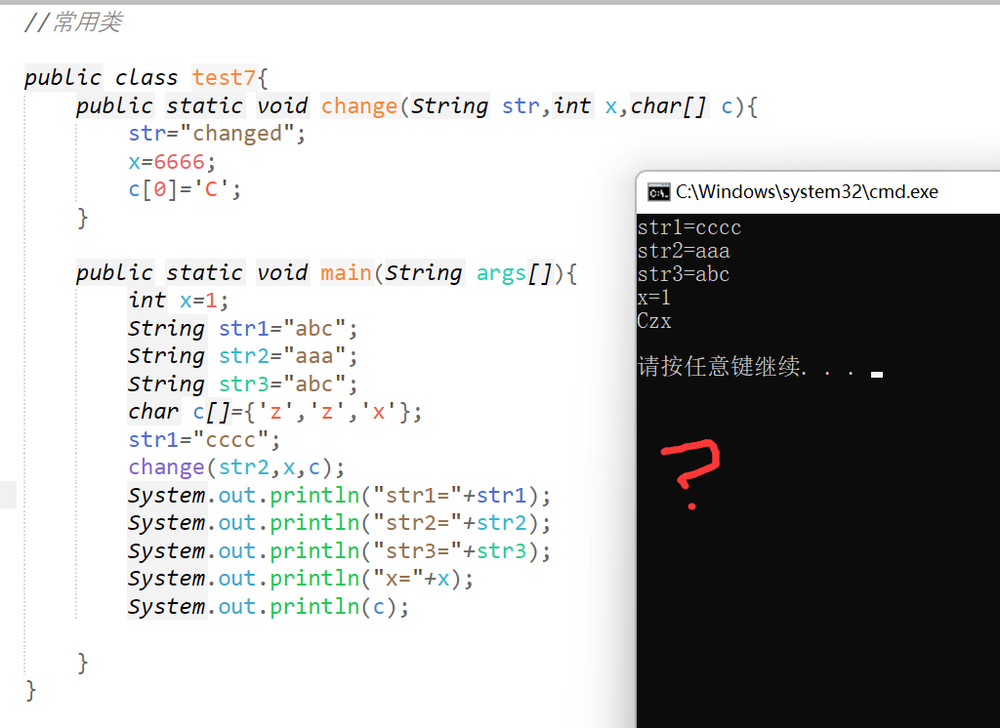 //常用类
public class test7{
public static void change(String str,int x,char[] c){
str="changed";
x=6666;
c[0]='C';
}
public static void main(String args[]){
int x=1;
String str1="abc";
String str2="aaa";
String str3="abc";
char c[]={'z','z','x'};
str1="cccc";
change(str2,x,c);
System.out.println("str1="+str1);
System.out.println("str2="+str2);
System.out.println("str3="+str3);
System.out.println("x="+x);
System.out.println(c);
}
}
C:\Windows\system32\cmd.exe
str1=cccc
str2=aaa
str3=abc
x=1
Czx
请按任意键继续. . .
?